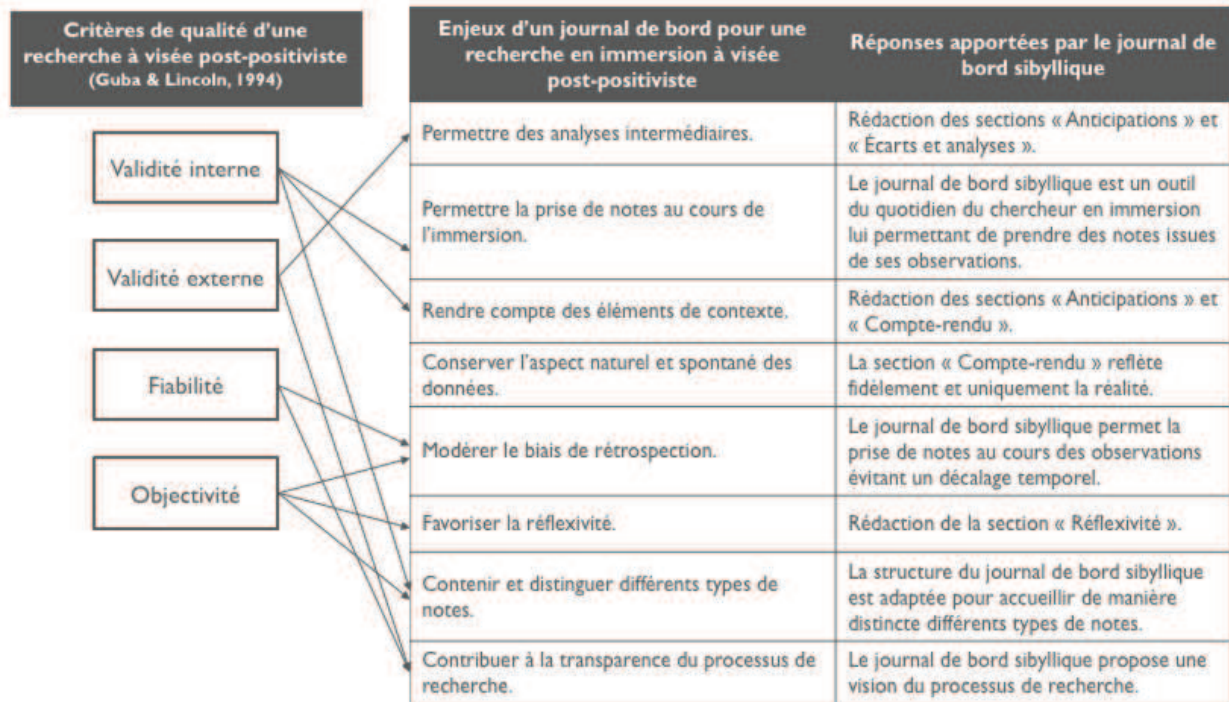 Critères de qualité d'une
recherche à visée post-positiviste
(Guba & Lincoln, 1994)
Validité interne
Validité externe
Fiabilité
Objectivité
Enjeux d'un journal de bord pour une
recherche en immersion à visée
post-positiviste
Réponses apportées par le journal de
bord sibyllique
Permettre des analyses intermédiaires.
Rédaction des sections « Anticipations » et
« Écarts et analyses ».
Permettre la prise de notes au cours de
l'immersion.
Le journal de bord sibyllique est un outil
du quotidien du chercheur en immersion
lui permettant de prendre des notes issues
de ses observations.
Rendre compte des éléments de contexte.
Rédaction des sections « Anticipations » et
« Compte-rendu ».
Conserver l'aspect naturel et spontané des
données.
La section « Compte-rendu » reflète
fidèlement et uniquement la réalité.
Modérer le biais de rétrospection.
Le journal de bord sibyllique permet la
prise de notes au cours des observations
évitant un décalage temporel.
Favoriser la réflexivité.
Rédaction de la section « Réflexivité ».
Contenir et distinguer différents types de
notes.
La structure du journal de bord sibyllique
est adaptée pour accueillir de manière
distincte différents types de notes.
Contribuer à la transparence du processus de
recherche.
Le journal de bord sibyllique propose une
vision du processus de recherche.